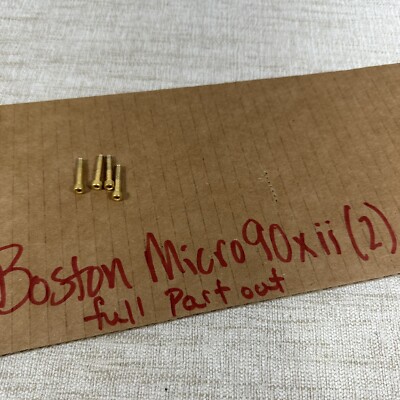 Boston Micro90xii (2)
full Part out